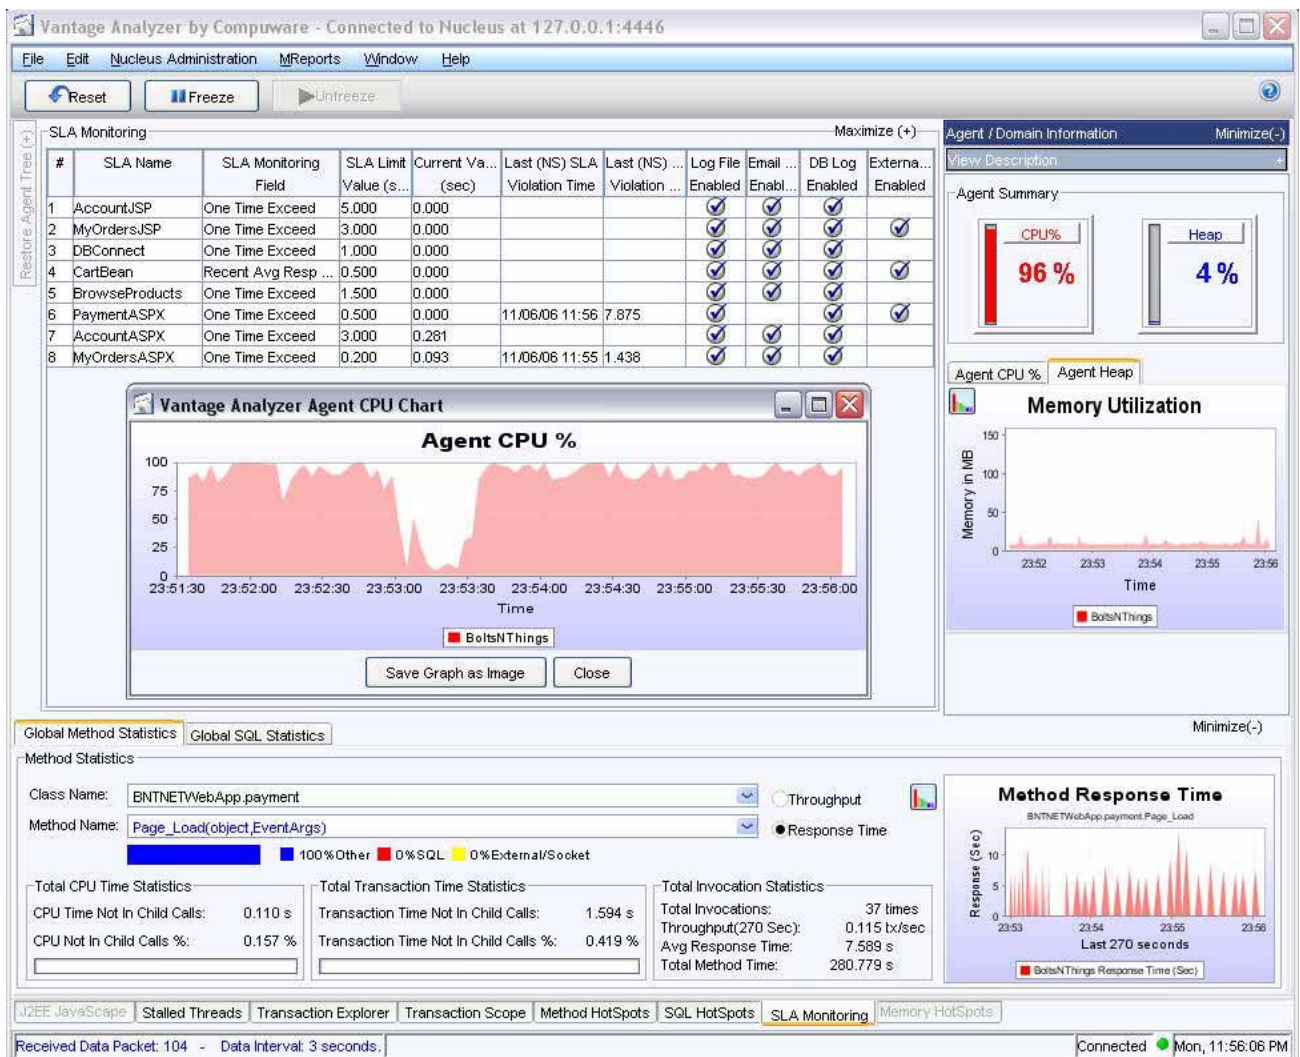 Vantage Analyzer by Compuware - Connected to Nucleus at 127.0.0.1:4446
File Edit Nucleus Administration MReports Window Help
Reset Freeze Unfreeze
Restore Agent Tree (+)
SLA Monitoring Maximize (+)
# SLA Name SLA Monitoring Field SLA Limit Value (s... Current Va... (sec) Last (NS) SLA Violation Time Last (NS) ... Violation ... Log File Enabled Email ... Enabl... DB Log Enabled Externa... Enabled
1 AccountJSP One Time Exceed 5.000 0.000
2 MyOrdersJSP One Time Exceed 3.000 0.000
3 DBConnect One Time Exceed 1.000 0.000
4 CartBean Recent Avg Resp ... 0.500 0.000
5 BrowseProducts One Time Exceed 1.500 0.000
6 PaymentASPX One Time Exceed 0.500 0.000 11/06/06 11:56 7.875
7 AccountASPX One Time Exceed 3.000 0.281
8 MyOrdersASPX One Time Exceed 0.200 0.093 11/06/06 11:55 1.438
Agent / Domain Information Minimize(-)
View Description +
Agent Summary
CPU% Heap
96 % 4 %
Agent CPU % Agent Heap
Memory Utilization
Memory in MB
150
100
50
0
23:52 23:53 23:54 23:55 23:56
Time
BoltsNThings
Vantage Analyzer Agent CPU Chart
Agent CPU %
100
75
50
25
0
23:51:30 23:52:00 23:52:30 23:53:00 23:53:30 23:54:00 23:54:30 23:55:00 23:55:30 23:56:00
Time
BoltsNThings
Save Graph as Image Close
Global Method Statistics Global SQL Statistics Minimize(-)
Method Statistics
Class Name: BNTNETWebApp.payment Throughput
Method Name: Page_Load(object,EventArgs) Response Time
100%Other 0%SQL 0%External/Socket
Total CPU Time Statistics
CPU Time Not In Child Calls: 0.110 s
CPU Not In Child Calls %: 0.157 %
Total Transaction Time Statistics
Transaction Time Not In Child Calls: 1.594 s
Transaction Time Not In Child Calls %: 0.419 %
Total Invocation Statistics
Total Invocations: 37 times
Throughput(270 Sec): 0.115 tx/sec
Avg Response Time: 7.589 s
Total Method Time: 280.779 s
Method Response Time
BNTNETWebApp.payment.Page_Load
Response (Sec)
10
5
0
23:53 23:54 23:55 23:56
Last 270 seconds
BoltsNThings Response Time (Sec)
J2EE JavaScape Stalled Threads Transaction Explorer Transaction Scope Method HotSpots SQL HotSpots SLA Monitoring Memory HotSpots
Received Data Packet: 104 - Data Interval: 3 seconds. Connected Mon, 11:56:06 PM